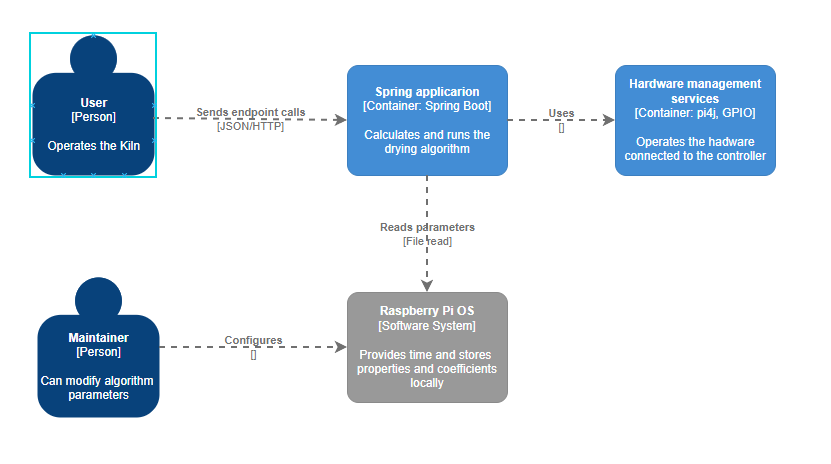 User
[Person]
Operates the Kiln
Sends endpoint calls
[JSON/HTTP]
Spring applicarion
[Container: Spring Boot]
Calculates and runs the
drying algorithm
Uses
[]
Hardware management
services
[Container: pi4j, GPIO]
Operates the hadware
connected to the controller
Reads parameters
[File read]
Maintainer
[Person]
Can modify algorithm
parameters
Configures
[]
Raspberry Pi OS
[Software System]
Provides time and stores
properties and coefficients
locally